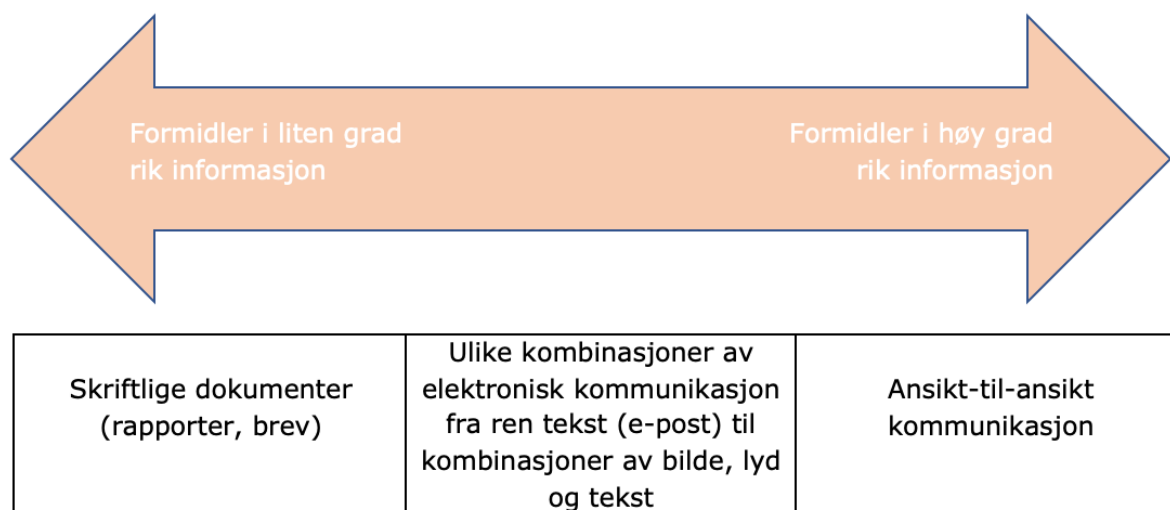 Formidler i liten grad
rik informasjon
Formidler i høy grad
rik informasjon
Skriftlige dokumenter
(rapporter, brev)
Ulike kombinasjoner av
elektronisk kommunikasjon
fra ren tekst (e-post) til
kombinasjoner av bilde, lyd
og tekst
Ansikt-til-ansikt
kommunikasjon